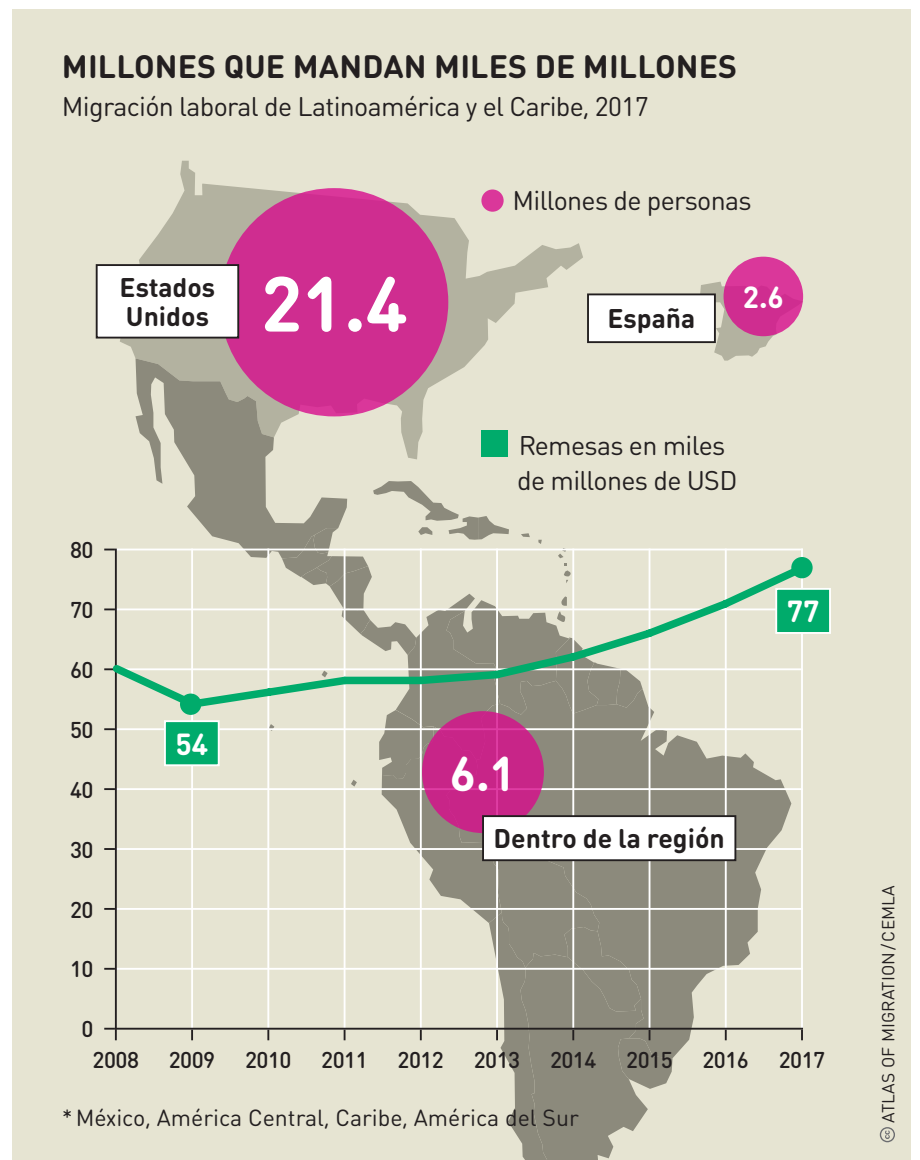 MILLONES QUE MANDAN MILES DE MILLONES
Migración laboral de Latinoamérica y el Caribe, 2017
Millones de personas
Estados
Unidos
21.4
España
2.6
Remesas en miles
de millones de USD
80
70
60
50
40
30
20
10
0
77
54
6.1
Dentro de la región
2008 2009 2010 2011 2012 2013 2014 2015 2016 2017
* México, América Central, Caribe, América del Sur
cc ATLAS OF MIGRATION/CEMLA